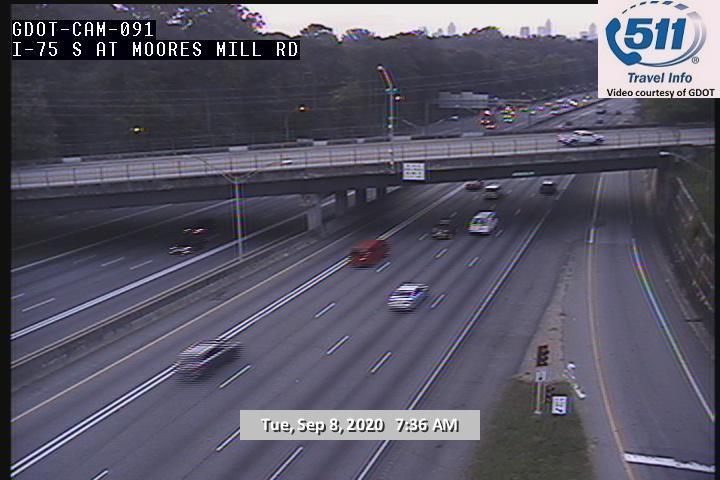 GDOT-CAM-091
I-75 S AT MOORES MILL RD
511
®
Travel Info
Video courtesy of GDOT
Tue, Sep 8, 2020 7:36 AM